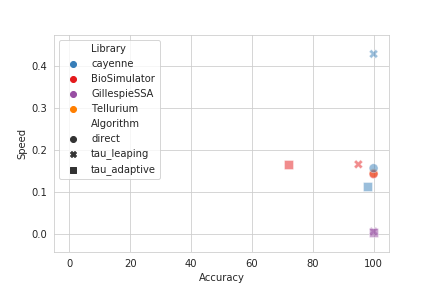 Library
cayenne
BioSimulator
GillespieSSA
Tellurium
Algorithm
direct
tau_leaping
tau_adaptive
Speed
0.4
0.3
0.2
0.1
0.0
0 20 40 60 80 100
Accuracy